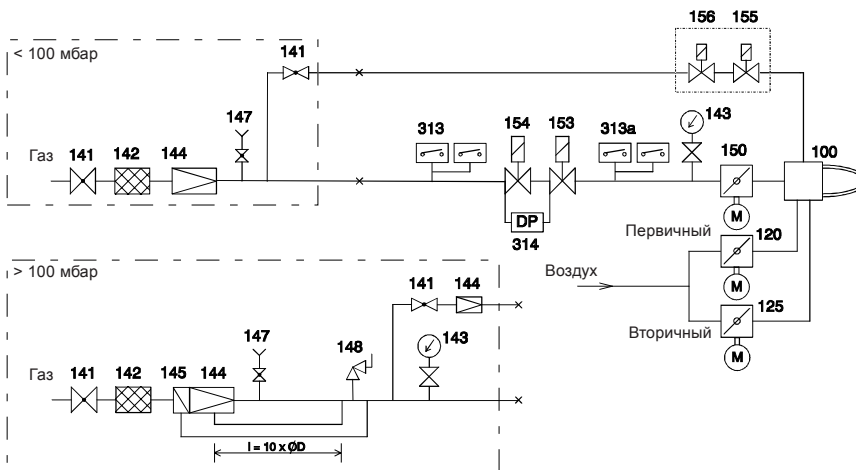 156 155
< 100 мбар
141
147
143
313 154 153 313a
Газ
141 142 144
150 100
M
DP
314
Первичный
120
M
Воздух
> 100 мбар
141 144
125
Вторичный
M
147
148 143
Газ
141 142 145 144
l = 10 x ØD